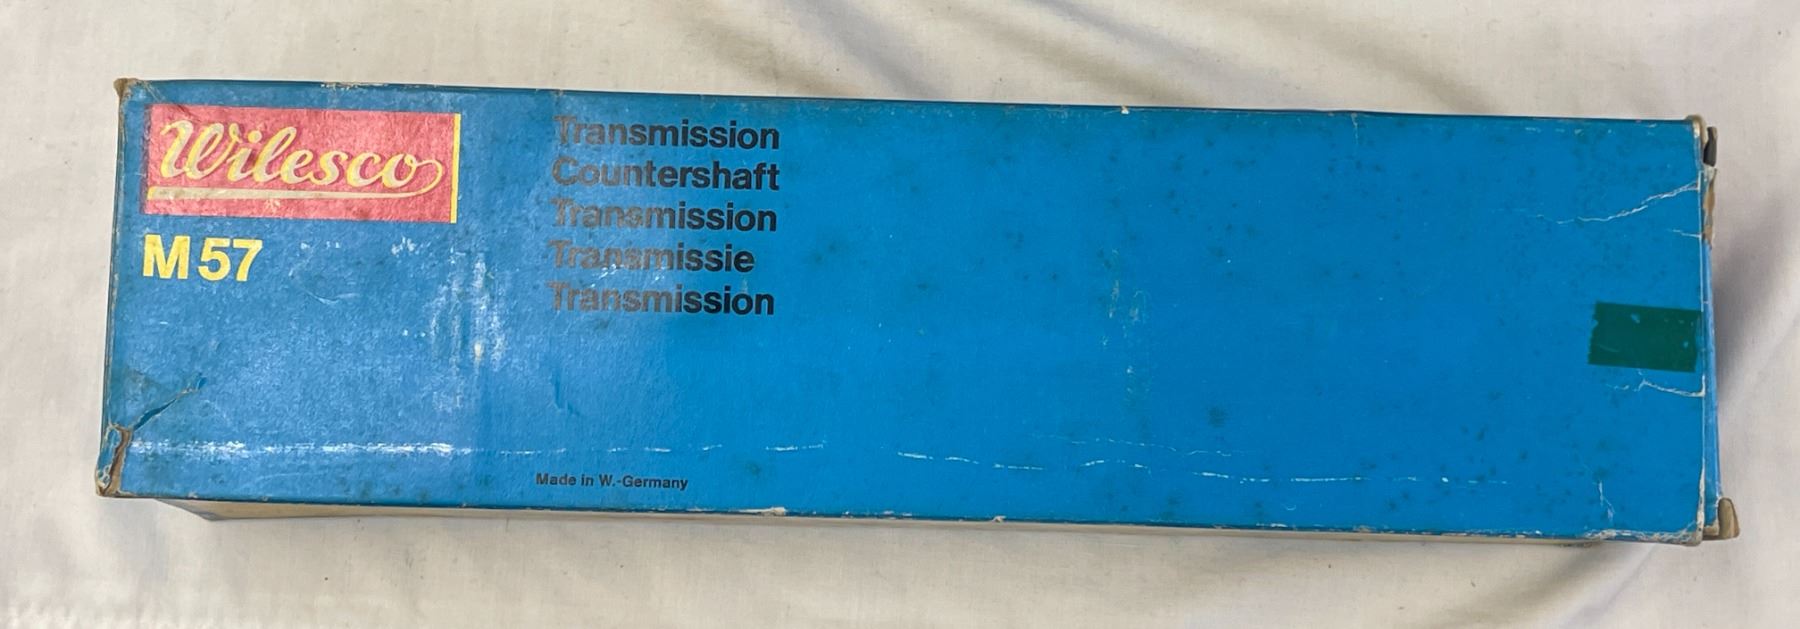 Wilesco
M 57
Transmission
Countershaft
Transmission
Transmissie
Transmission
Made in W.-Germany